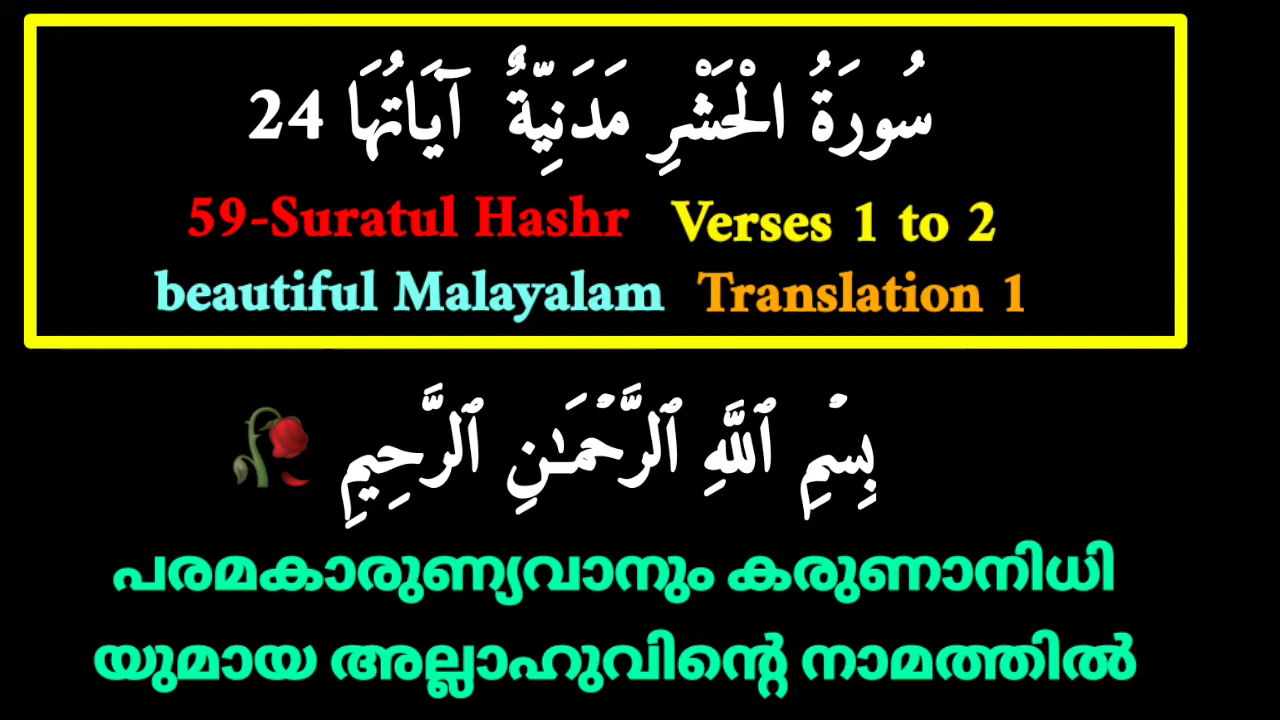 سُورَةُ الْحَشْرِ مَدَنِيَّةٌ آيَاتُهَا 24
59-Suratul Hashr Verses 1 to 2
beautiful Malayalam Translation 1
بِسۡمِ ٱللَّهِ ٱلرَّحۡمَٰنِ ٱلرَّحِيمِ
പരമകാരുണ്യവാനും കരുണാനിധി
യുമായ അല്ലാഹുവിന്റെ നാമത്തിൽ